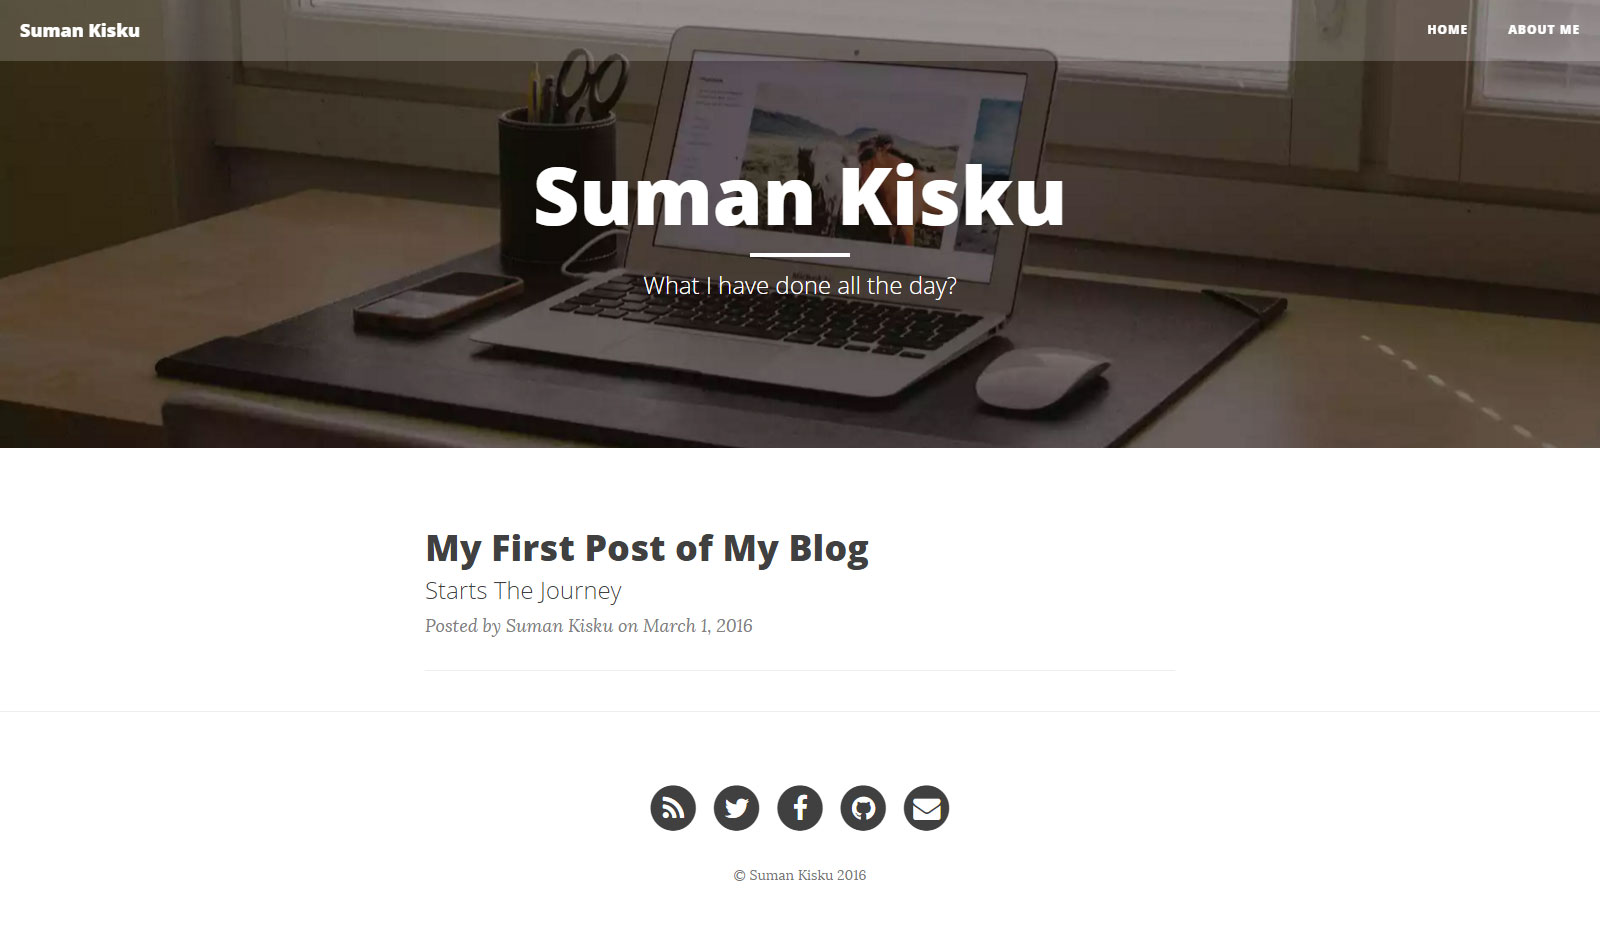 Suman Kisku
HOME
ABOUT ME
Suman Kisku
What I have done all the day?
My First Post of My Blog
Starts The Journey
Posted by Suman Kisku on March 1, 2016
© Suman Kisku 2016